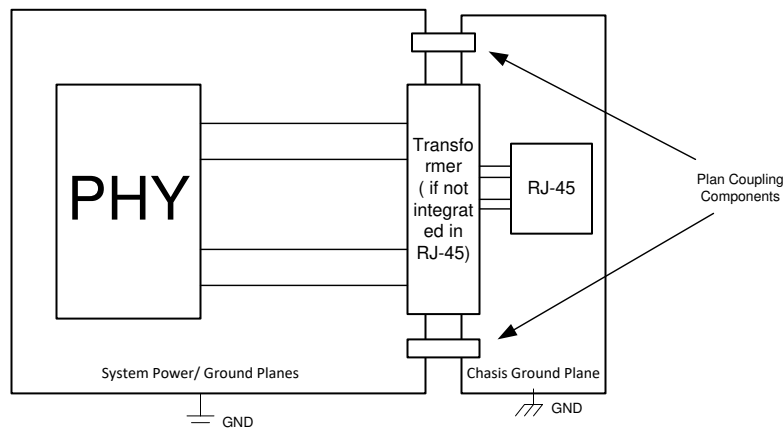 PHY
Transfo
rmer
( if not
integrat
ed in
RJ-45)
RJ-45
Plan Coupling
Components
System Power/ Ground Planes
Chasis Ground Plane
GND
GND